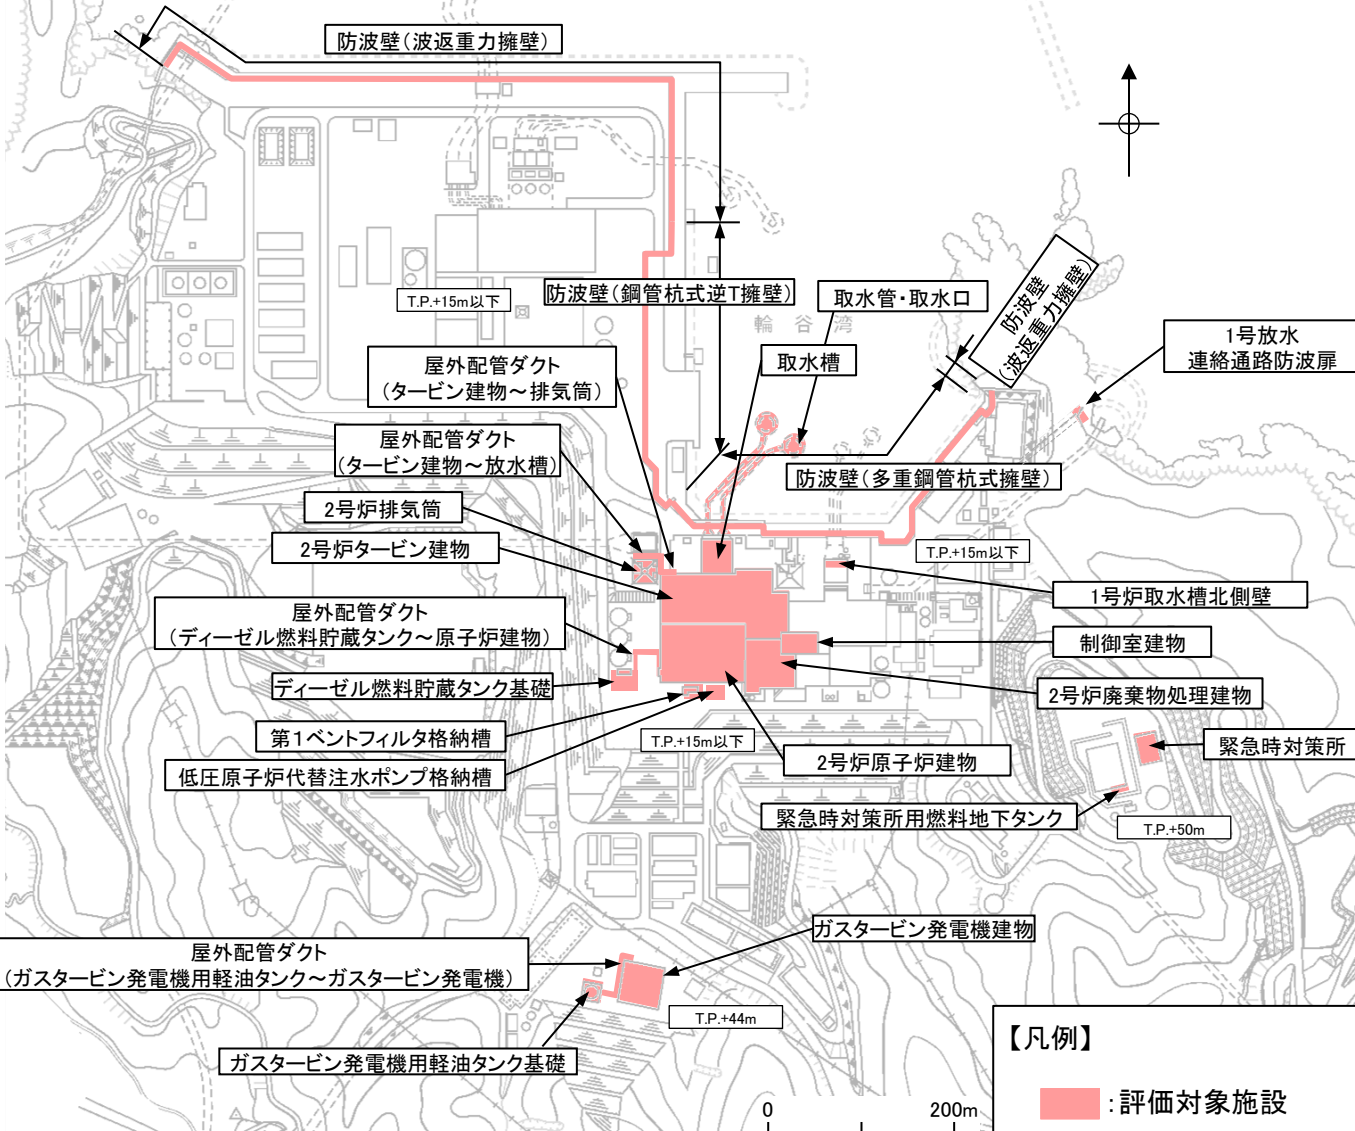 防波壁(波返重力擁壁)
防波壁(鋼管杭式逆T擁壁)
T.P.+15m以下
取水管・取水口
輪谷湾
防波壁
(波返重力擁壁)
1号放水
連絡通路防波扉
取水槽
屋外配管ダクト
(タービン建物～排気筒)
屋外配管ダクト
(タービン建物～放水槽)
防波壁(多重鋼管杭式擁壁)
2号炉排気筒
2号炉タービン建物
T.P.+15m以下
1号炉取水槽北側壁
屋外配管ダクト
(ディーゼル燃料貯蔵タンク～原子炉建物)
制御室建物
ディーゼル燃料貯蔵タンク基礎
2号炉廃棄物処理建物
第1ベントフィルタ格納槽
T.P.+15m以下
緊急時対策所
2号炉原子炉建物
低圧原子炉代替注水ポンプ格納槽
緊急時対策所用燃料地下タンク
T.P.+50m
ガスタービン発電機建物
屋外配管ダクト
(ガスタービン発電機用軽油タンク～ガスタービン発電機)
T.P.+44m
ガスタービン発電機用軽油タンク基礎
【凡例】
:評価対象施設
0 200m